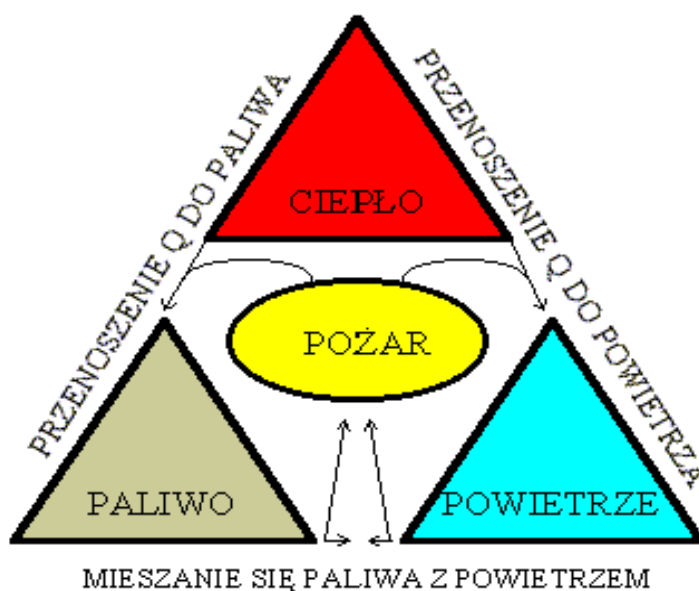 PRZENOSZENIE Q DO PALIWA
PRZENOSZENIE Q DO POWIETRZA
CIEPŁO
POŻAR
PALIWO
POWIETRZE
MIESZANIE SIĘ PALIWA Z POWIETRZEM